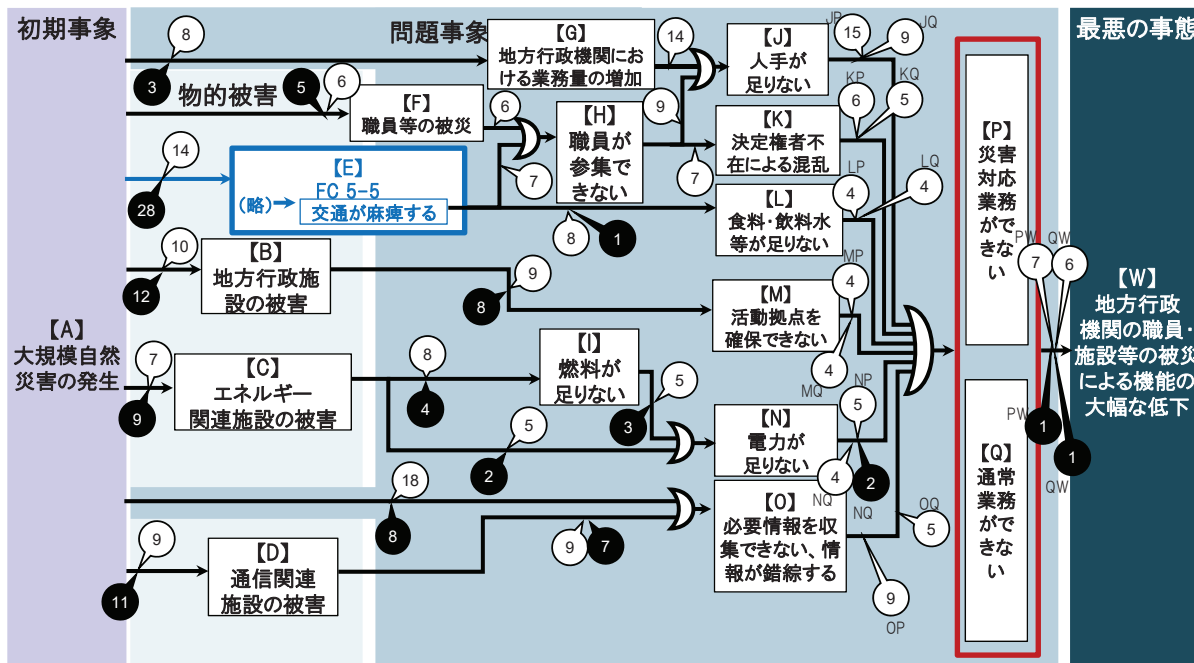 初期事象
問題事象
最悪の事態
物的被害
【A】
大規模自然
災害の発生
8
3
【G】
地方行政機関にお
ける業務量の増加
14
【J】
人手が
足りない
JP
15
9
JQ
5
6
【F】
職員等の被災
6
9
【H】
職員が
参集で
きない
7
7
【K】
決定権者不
在による混乱
KP
6
5
KQ
14
28
【E】
FC 5-5
(略)
交通が麻痺する
8
1
【L】
食料・飲料水
等が足りない
LP
4
4
LQ
10
12
【B】
地方行政施
設の被害
9
8
【M】
活動拠点を
確保できない
MP
4
4
MQ
7
9
【C】
エネルギー
関連施設の被害
8
4
【I】
燃料が
足りない
5
3
5
2
【N】
電力が
足りない
NP
5
4
2
NQ
NQ
18
8
9
11
【D】
通信関連
施設の被害
9
7
【O】
必要情報を収
集できない、情
報が錯綜する
OQ
5
9
OP
【P】
災害
対応
業務
がで
きな
い
【Q】
通常
業務
がで
きな
い
PW
QW
7
6
PW
1
1
QW
【W】
地方行政
機関の職員・
施設等の被災
による機能の
大幅な低下